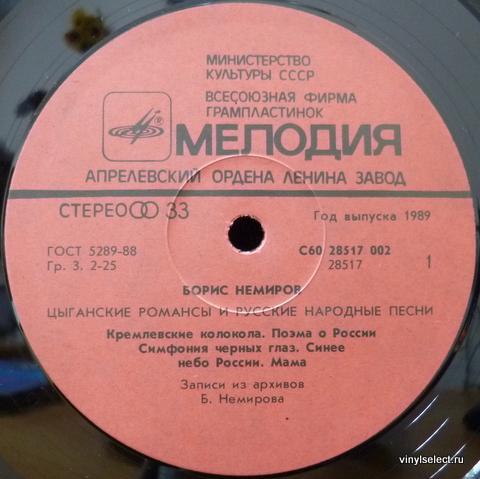 МИНИСТЕРСТВО
КУЛЬТУРЫ СССР
ВСЕСОЮЗНАЯ ФИРМА
ГРАМПЛАСТИНОК
МЕЛОДИЯ
АПРЕЛЕВСКИЙ ОРДЕНА ЛЕНИНА ЗАВОД
СТЕРЕО 33
Год выпуска 1989
ГОСТ 5289-88
С60 28517 002
Гр. 3. 2-25
28517
1
БОРИС НЕМИРОВ
ЦЫГАНСКИЕ РОМАНСЫ И РУССКИЕ НАРОДНЫЕ ПЕСНИ
Кремлевские колокола. Поэма о России
Симфония черных глаз. Синее
небо России. Мама
Записи из архивов
Б. Немирова
vinylselect.ru